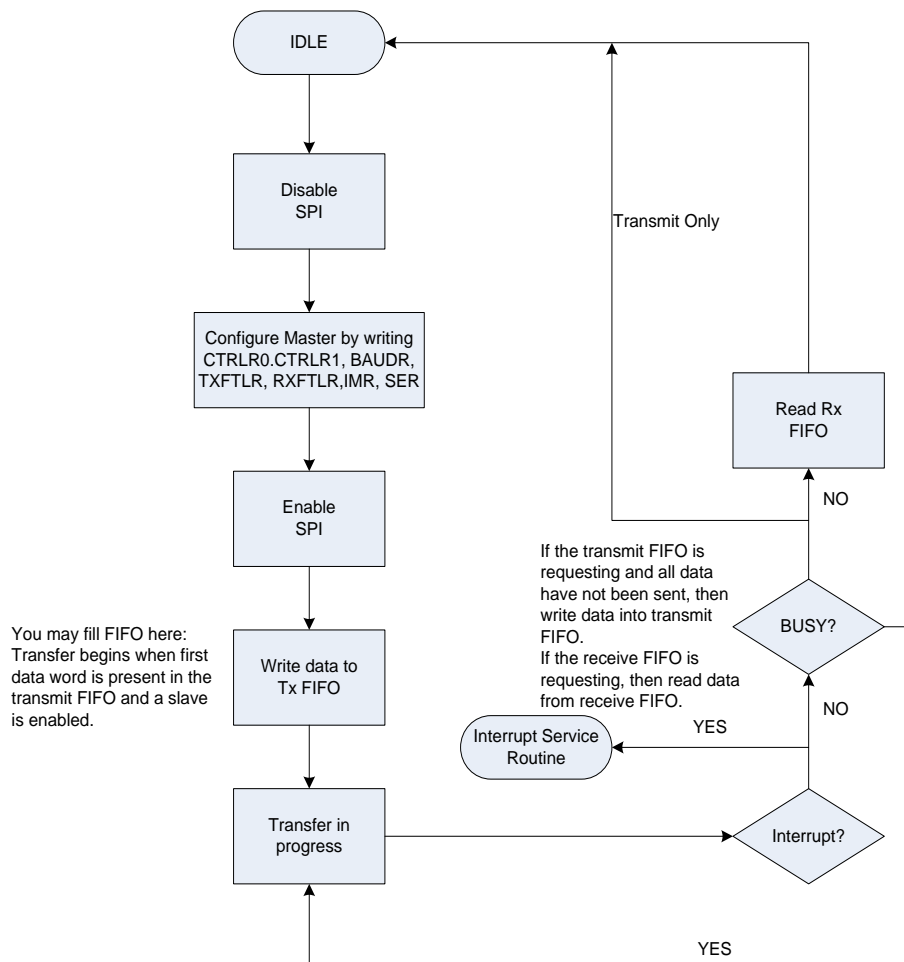 IDLE
Disable
SPI
Transmit Only
Configure Master by writing
CTRLR0.CTRLR1, BAUDR,
TXFTLR, RXFTLR,IMR, SER
Read Rx
FIFO
Enable
SPI
NO
If the transmit FIFO is
requesting and all data
have not been sent, then
write data into transmit
FIFO.
If the receive FIFO is
requesting, then read data
from receive FIFO.
BUSY?
You may fill FIFO here:
Transfer begins when first
data word is present in the
transmit FIFO and a slave
is enabled.
Write data to
Tx FIFO
NO
YES
Interrupt Service
Routine
Transfer in
progress
Interrupt?
YES